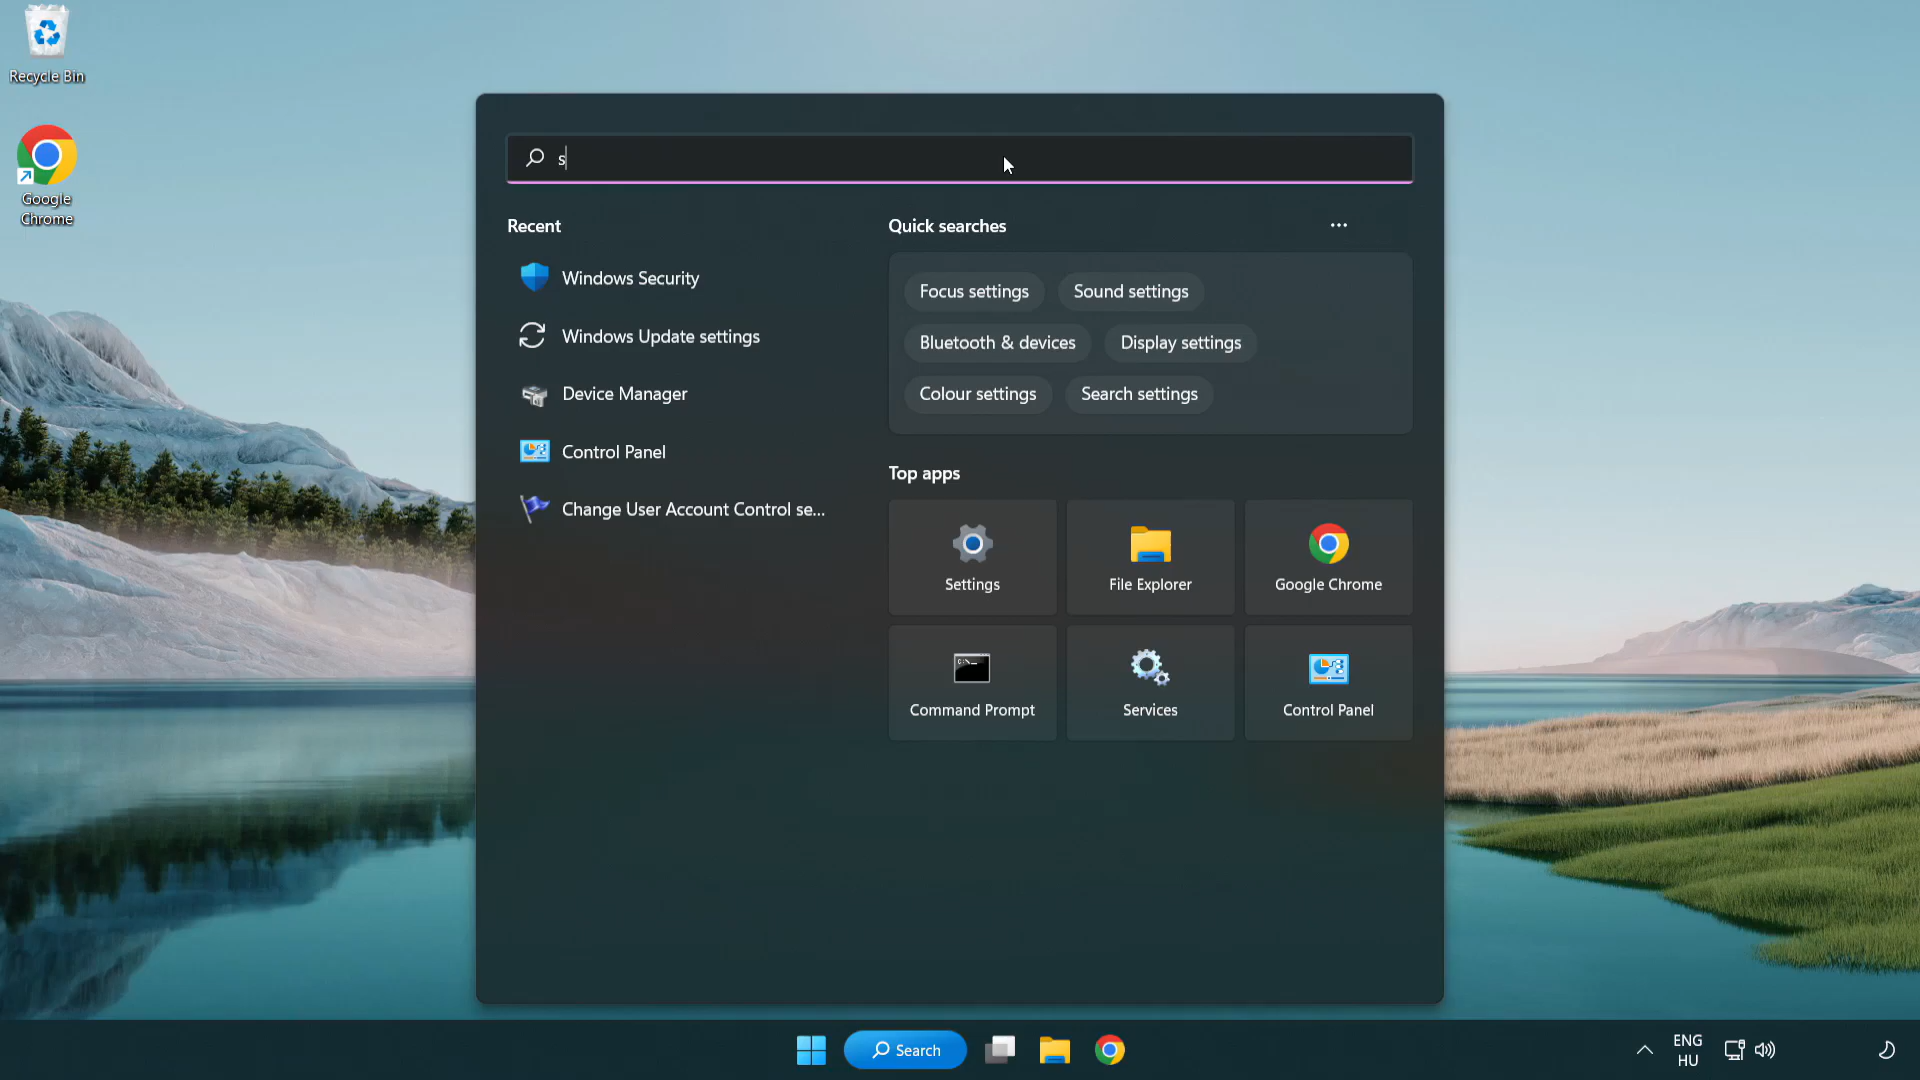 Recycle Bin
Google
Chrome
s
Recent
Quick searches
Windows Security
Windows Update settings
Device Manager
Control Panel
Change User Account Control se...
Focus settings
Sound settings
Bluetooth & devices
Display settings
Colour settings
Search settings
Top apps
Settings
File Explorer
Google Chrome
Command Prompt
Services
Control Panel
Search
ENG
HU